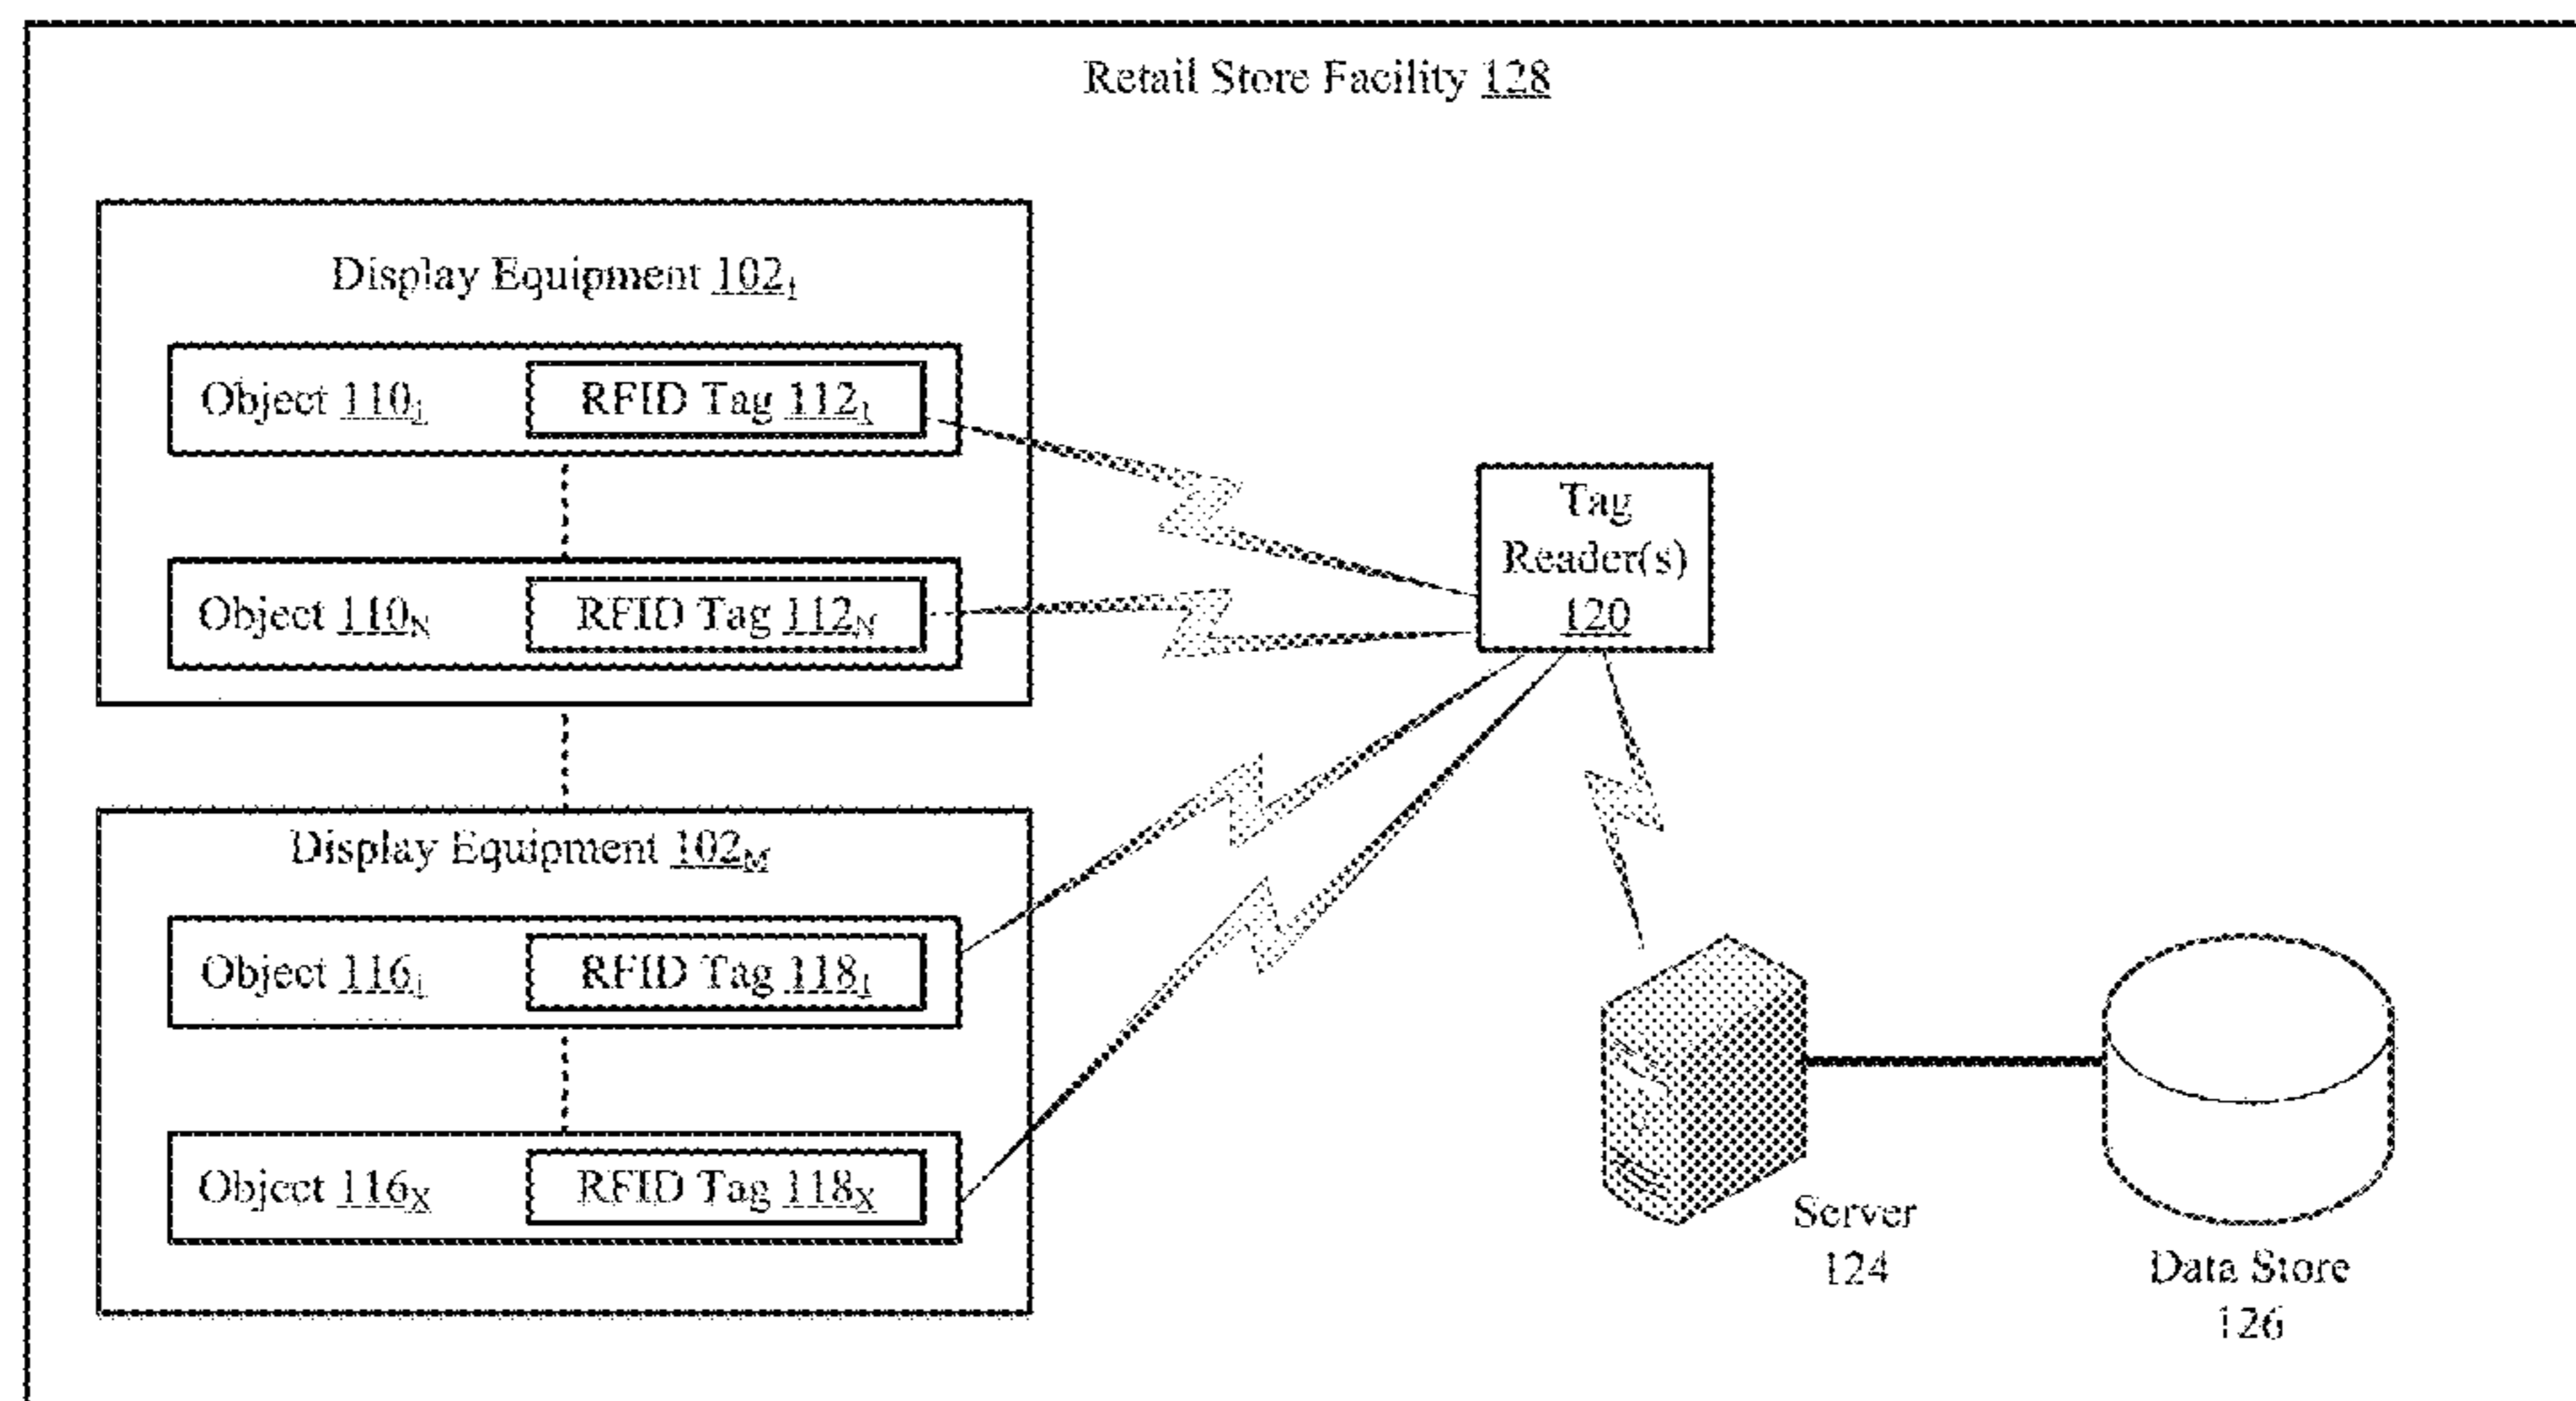 Retail Store Facility 128
Display Equipment 102₁
Object 110₁ RFID Tag 112₁
Object 110N RFID Tag 112N
Tag
Reader(s)
120
Display Equipment 102M
Object 116₁ RFID Tag 118₁
Object 116X RFID Tag 118X
Server
124
Data Store
126